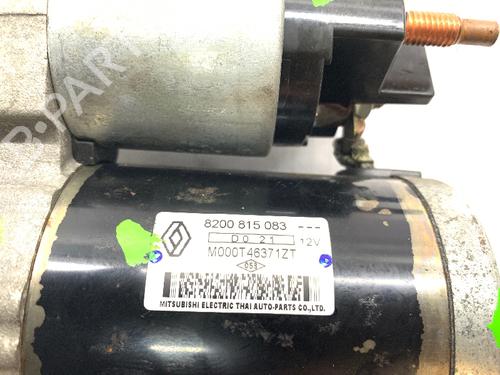 8200 815 083 ---
D0 21 12V
M000T46371ZT
MITSUBISHI ELECTRIC THAI AUTO-PARTS CO.,LTD.